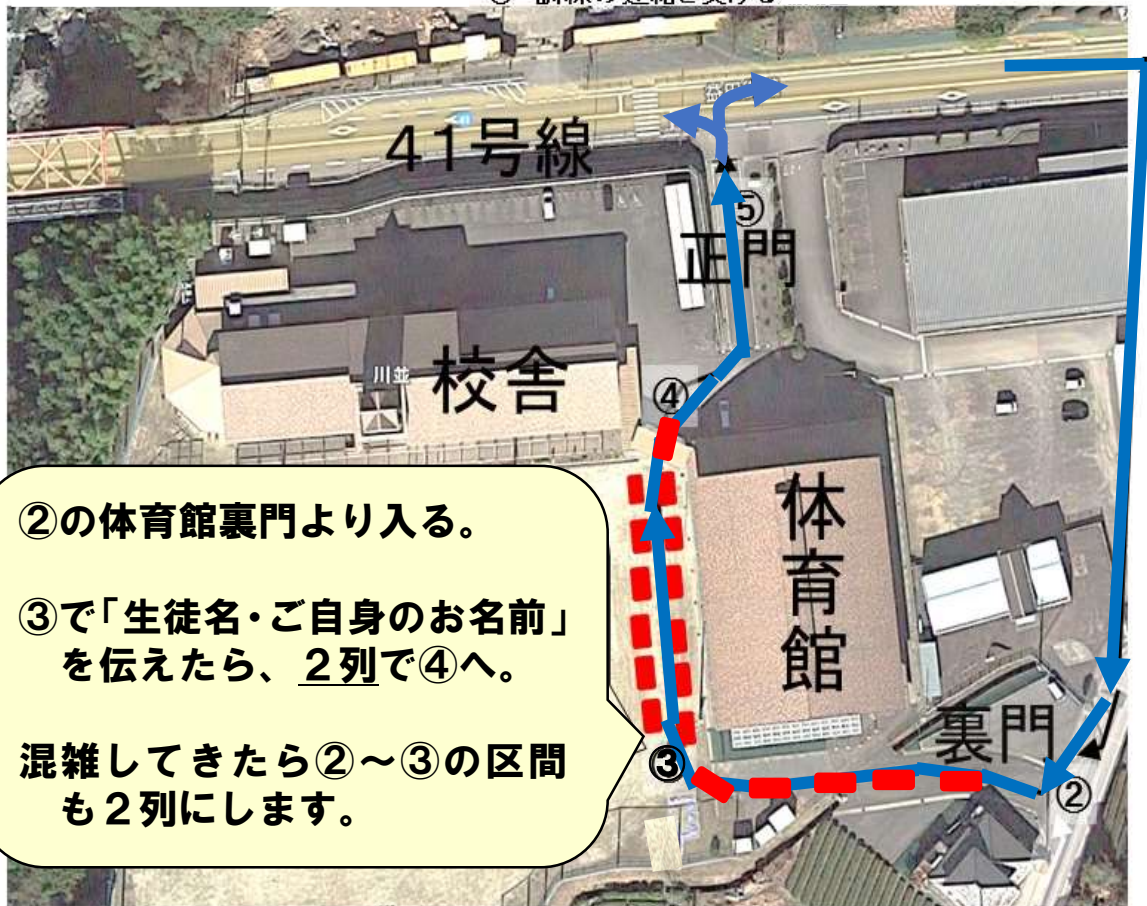 41号線
⑤
正門
川並
校舎
④
体育館
②の体育館裏門より入る。
③で「生徒名・ご自身のお名前」
を伝えたら、２列で④へ。
混雑してきたら②～③の区間
も２列にします。
裏門
③
②